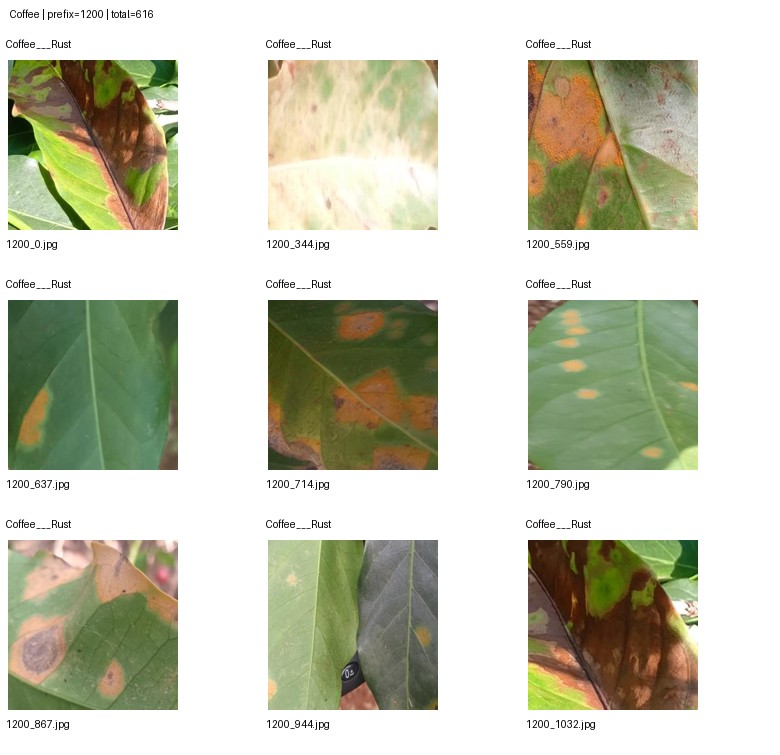 Coffee | prefix=1200 | total=616
Coffee___Rust Coffee___Rust Coffee___Rust
1200_0.jpg 1200_344.jpg 1200_559.jpg
Coffee___Rust Coffee___Rust Coffee___Rust
1200_637.jpg 1200_714.jpg 1200_790.jpg
Coffee___Rust Coffee___Rust Coffee___Rust
1200_867.jpg 1200_944.jpg 1200_1032.jpg